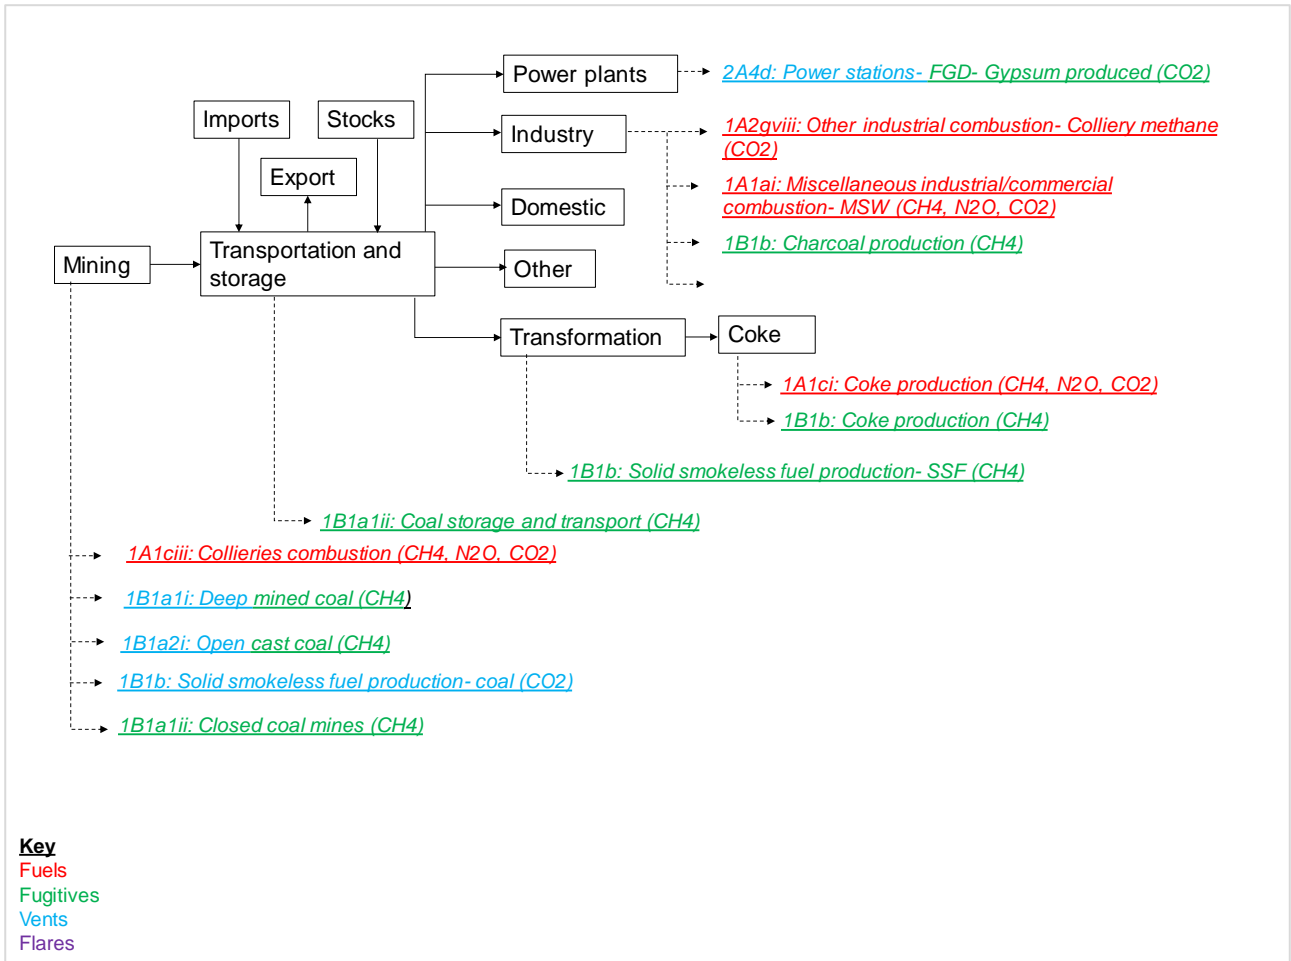 Power plants
2A4d: Power stations- FGD- Gypsum produced (CO2)
Imports
Stocks
Industry
1A2gviii: Other industrial combustion- Colliery methane
(CO2)
Export
1A1ai: Miscellaneous industrial/commercial
combustion- MSW (CH4, N2O, CO2)
Domestic
Mining
Transportation and
storage
1B1b: Charcoal production (CH4)
Other
Transformation
Coke
1A1ci: Coke production (CH4, N2O, CO2)
1B1b: Coke production (CH4)
1B1b: Solid smokeless fuel production- SSF (CH4)
1B1a1ii: Coal storage and transport (CH4)
1A1ciii: Collieries combustion (CH4, N2O, CO2)
1B1a1i: Deep mined coal (CH4)
1B1a2i: Open cast coal (CH4)
1B1b: Solid smokeless fuel production- coal (CO2)
1B1a1ii: Closed coal mines (CH4)
Key
Fuels
Fugitives
Vents
Flares